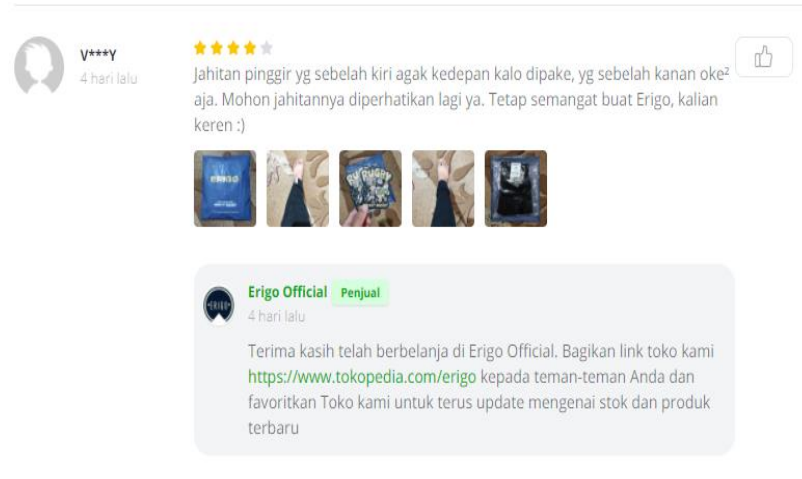 V***Y
4 hari lalu
Jahitan pinggir yg sebelah kiri agak kedepan kalo dipake, yg sebelah kanan oke²
aja. Mohon jahitannya diperhatikan lagi ya. Tetap semangat buat Erigo, kalian
keren :)
ERIGO
Erigo Official Penjual
4 hari lalu
Terima kasih telah berbelanja di Erigo Official. Bagikan link toko kami
https://www.tokopedia.com/erigo kepada teman-teman Anda dan
favoritkan Toko kami untuk terus update mengenai stok dan produk
terbaru